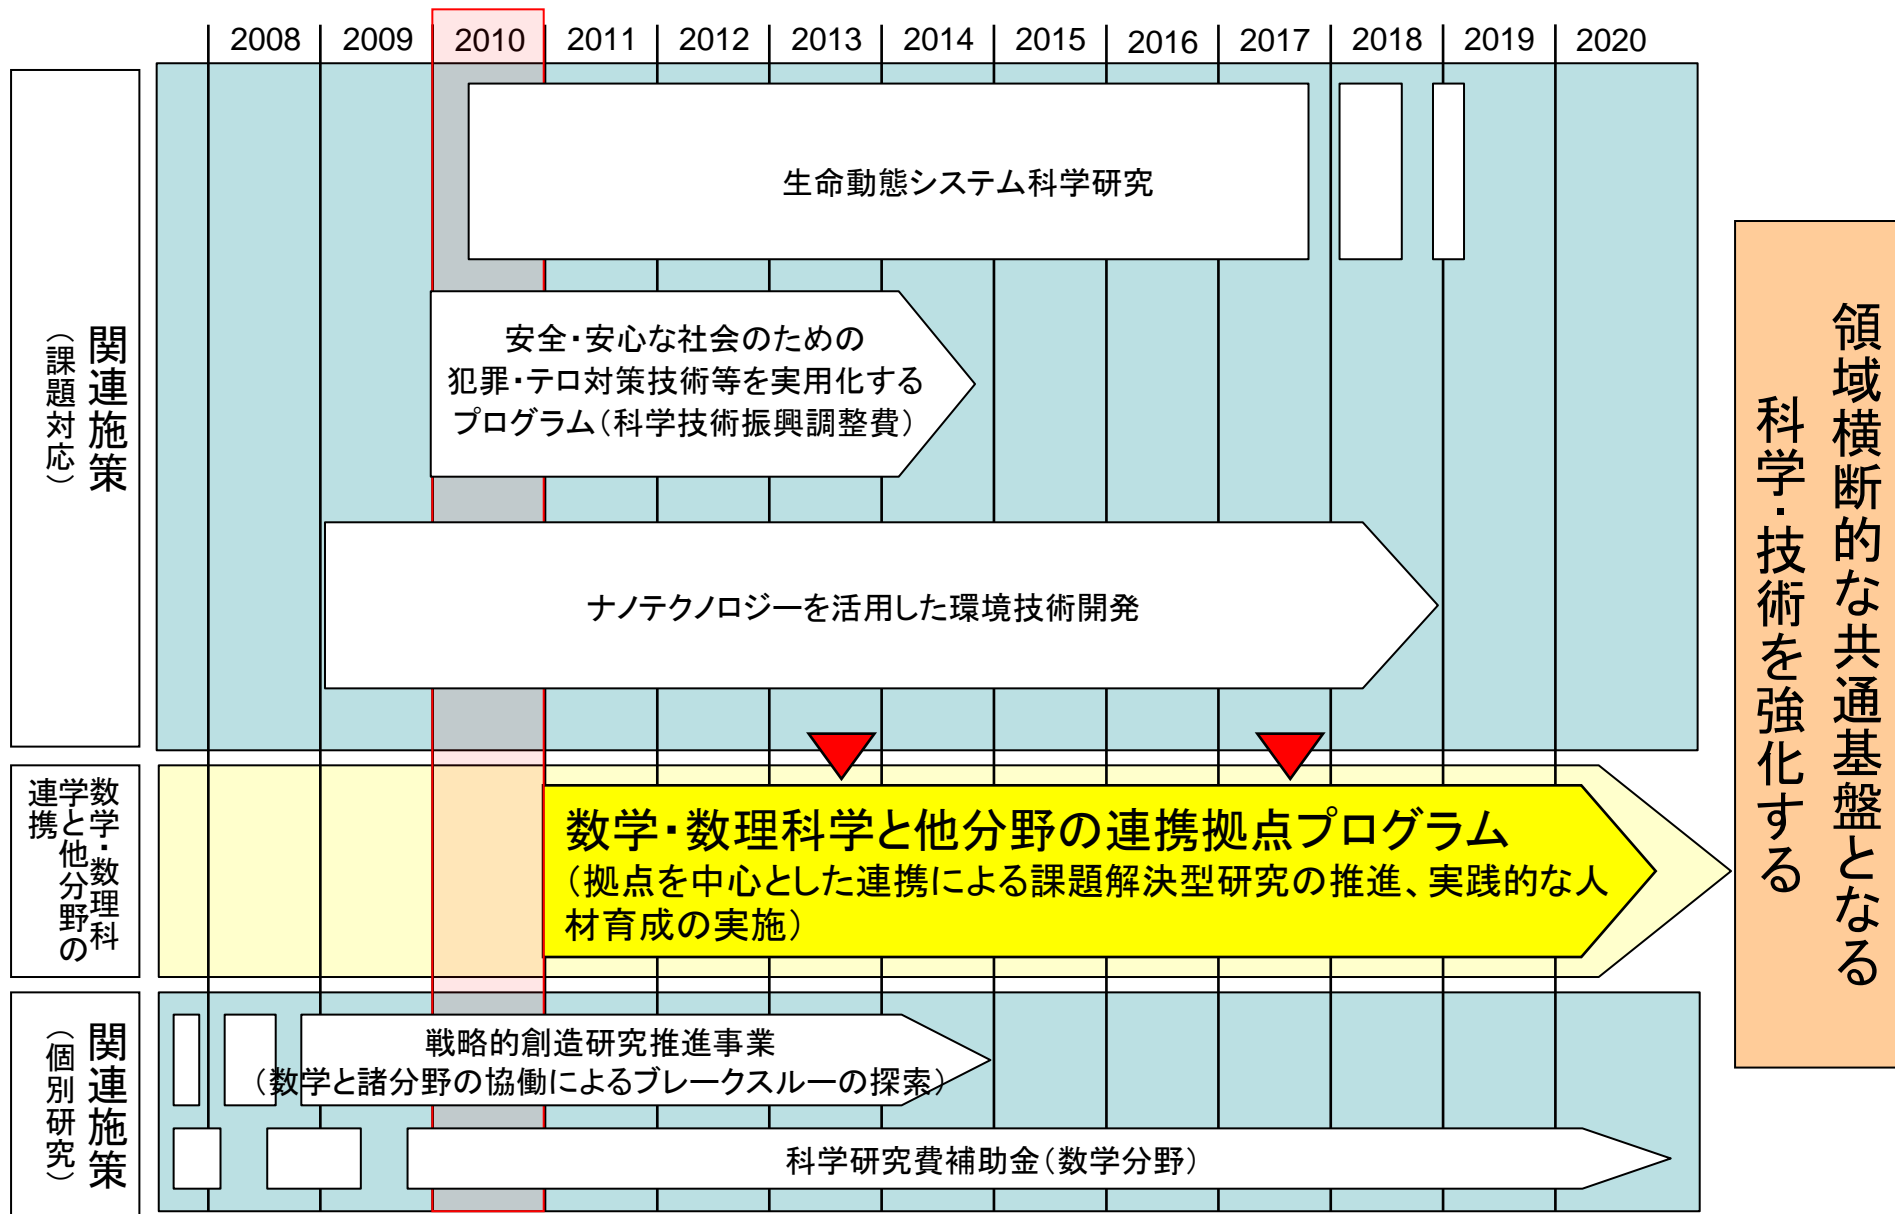 2008 2009 2010 2011 2012 2013 2014 2015 2016 2017 2018 2019 2020
関連施策
（課題対応）
生命動態システム科学研究
安全・安心な社会のための
犯罪・テロ対策技術等を実用化する
プログラム（科学技術振興調整費）
ナノテクノロジーを活用した環境技術開発
数学・数理科
学と他分野の
連携
数学・数理科学と他分野の連携拠点プログラム
（拠点を中心とした連携による課題解決型研究の推進、実践的な人
材育成の実施）
関連施策
（個別研究）
戦略的創造研究推進事業
（数学と諸分野の協働によるブレークスルーの探索）
科学研究費補助金（数学分野）
領域横断的な共通基盤となる
科学・技術を強化する